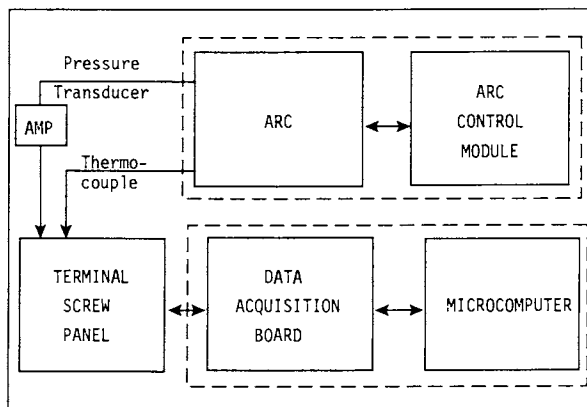 Pressure
Transducer
AMP
Thermo-
couple
ARC
ARC
CONTROL
MODULE
TERMINAL
SCREW
PANEL
DATA
ACQUISITION
BOARD
MICROCOMPUTER